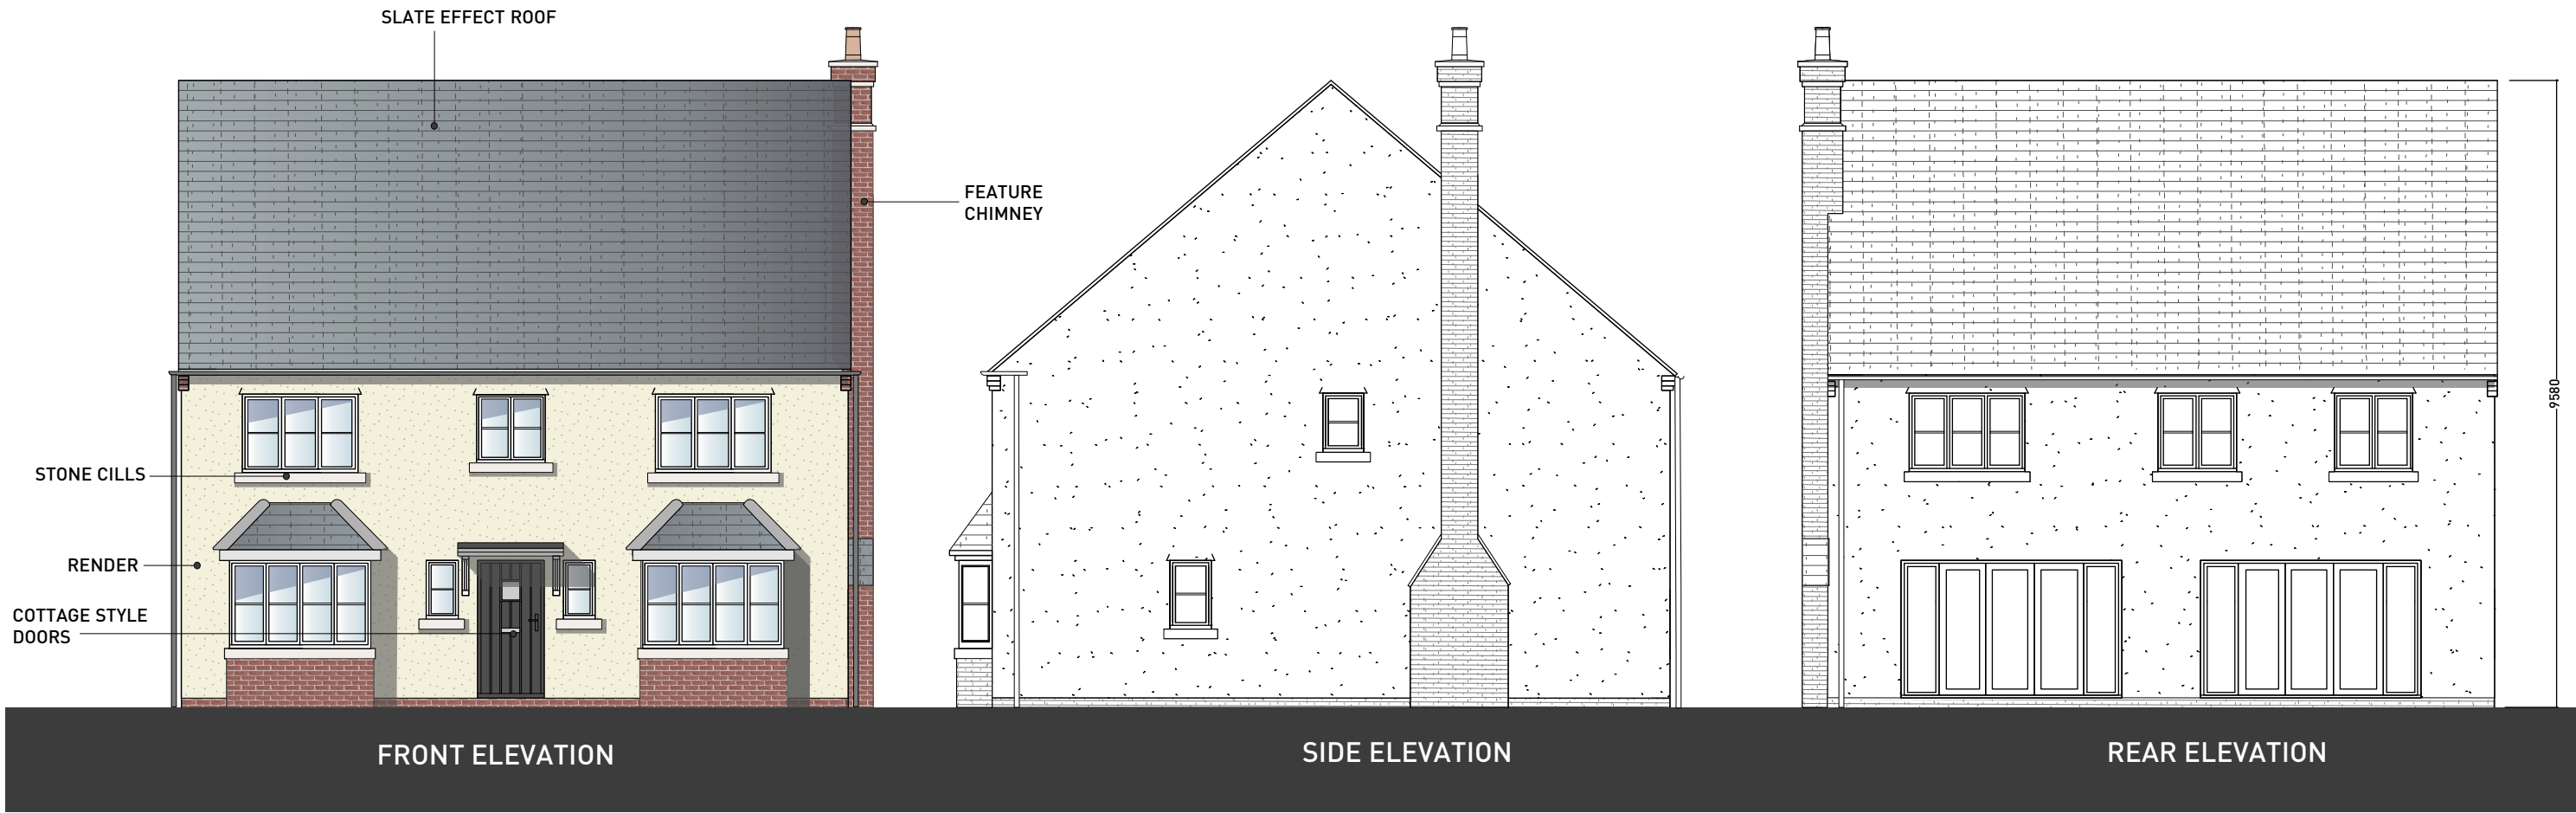 SLATE EFFECT ROOF
FEATURE
CHIMNEY
STONE CILLS
RENDER
COTTAGE STYLE
DOORS
9580
FRONT ELEVATION
SIDE ELEVATION
REAR ELEVATION